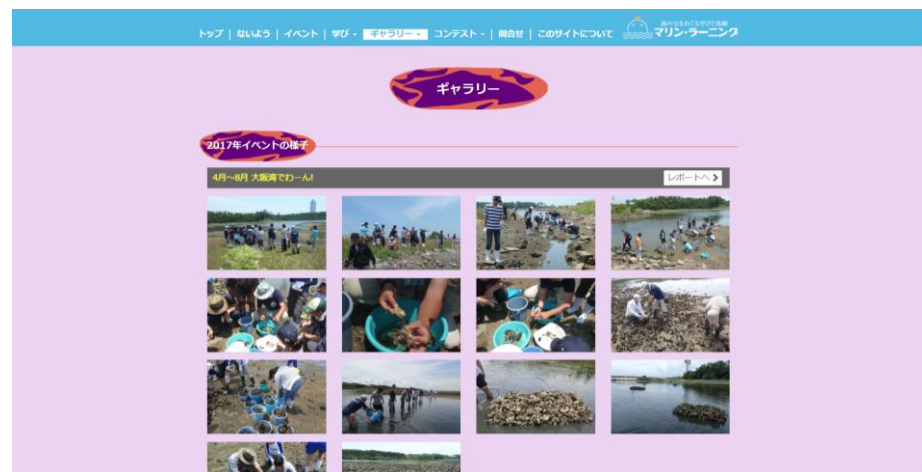 トップ | ないよう | イベント | 学び | ギャラリー | コンテスト | 問合せ | このサイトについて
マリン・ラーニング
ギャラリー
2017年イベントの様子
4月〜8月 大阪湾でわーん!
レポートへ